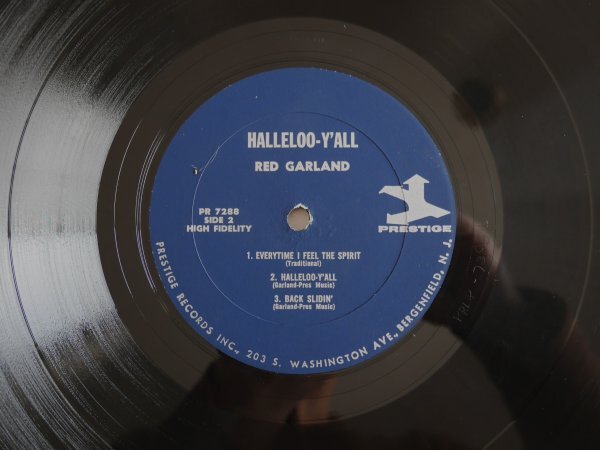 HALLELOO-Y'ALL
RED GARLAND
PR 7288
SIDE 2
HIGH FIDELITY
PRESTIGE
1. EVERYTIME I FEEL THE SPIRIT
(Traditional)
2. HALLELOO-Y'ALL
(Garland-Pres Music)
3. BACK SLIDIN'
(Garland-Pres Music)
PRESTIGE RECORDS INC., 203 S. WASHINGTON AVE., BERGENFIELD, N. J.